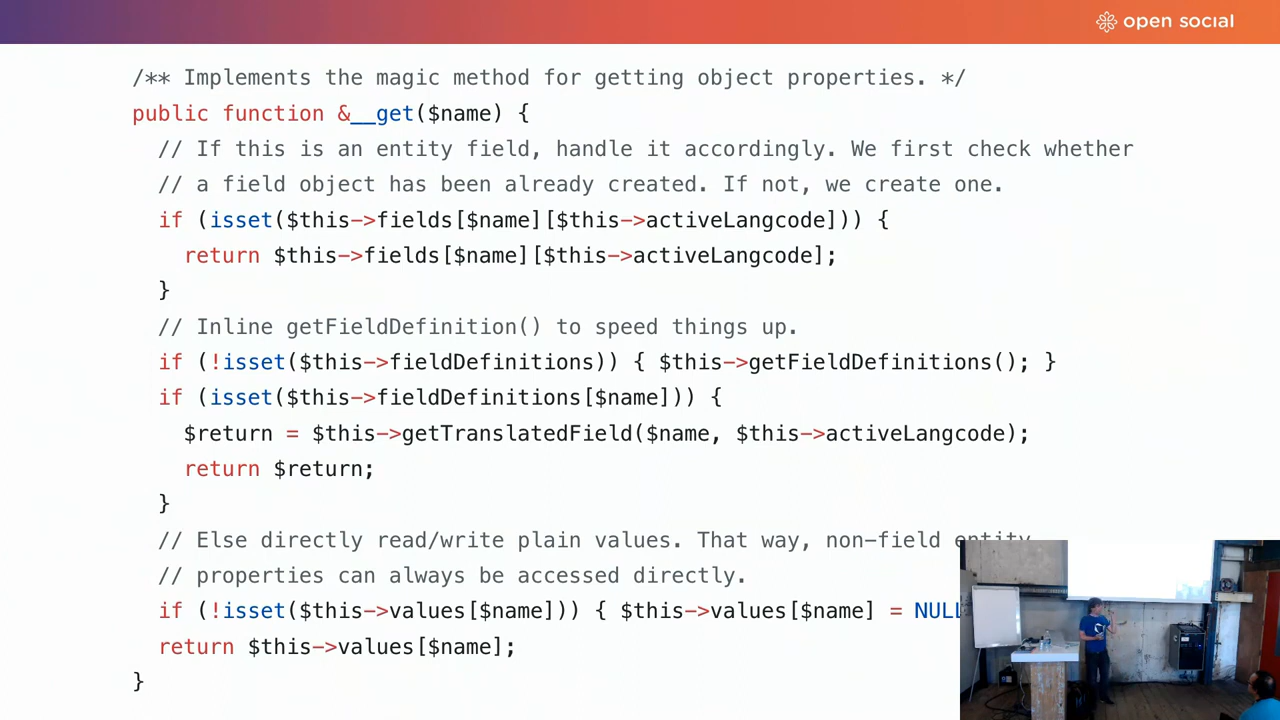 open social
/** Implements the magic method for getting object properties. */
public function &__get($name) {
// If this is an entity field, handle it accordingly. We first check whether
// a field object has been already created. If not, we create one.
if (isset($this->fields[$name][$this->activeLangcode])) {
return $this->fields[$name][$this->activeLangcode];
}
// Inline getFieldDefinition() to speed things up.
if (!isset($this->fieldDefinitions)) { $this->getFieldDefinitions(); }
if (isset($this->fieldDefinitions[$name])) {
$return = $this->getTranslatedField($name, $this->activeLangcode);
return $return;
}
// Else directly read/write plain values. That way, non-field entity
// properties can always be accessed directly.
if (!isset($this->values[$name])) { $this->values[$name] = NULL
return $this->values[$name];
}